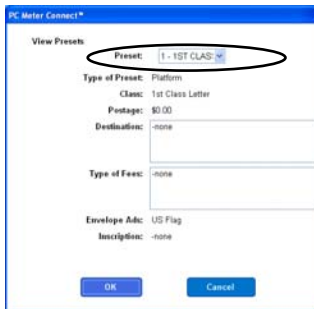 PC Meter Connect™
View Presets
Preset: 1 - 1ST CLAS
Type of Preset: Platform
Class: 1st Class Letter
Postage: $0.00
Destination: -none
Type of Fees: -none
Envelope Ads: US Flag
Inscription: -none
OK Cancel